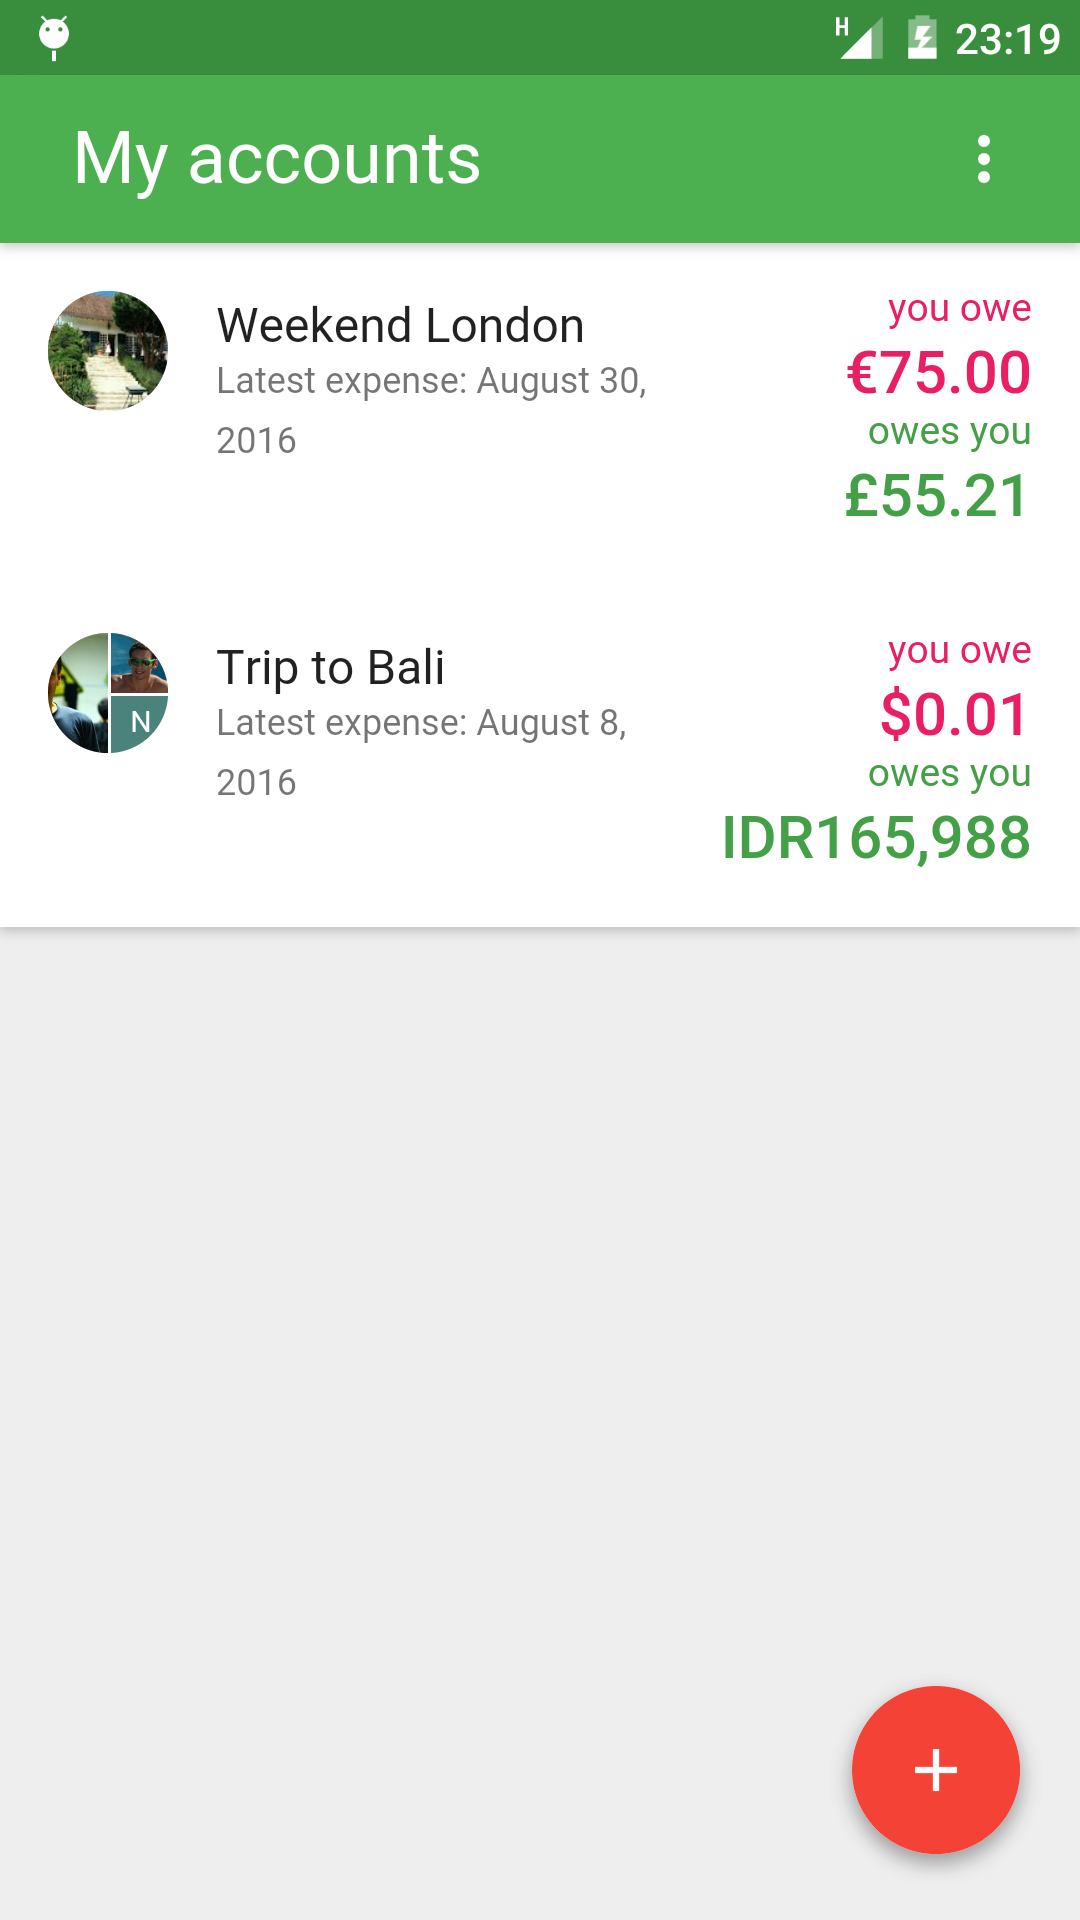 H 23:19
My accounts
Weekend London
Latest expense: August 30,
2016
you owe
€75.00
owes you
£55.21
Trip to Bali
Latest expense: August 8,
2016
N
you owe
$0.01
owes you
IDR165,988
+